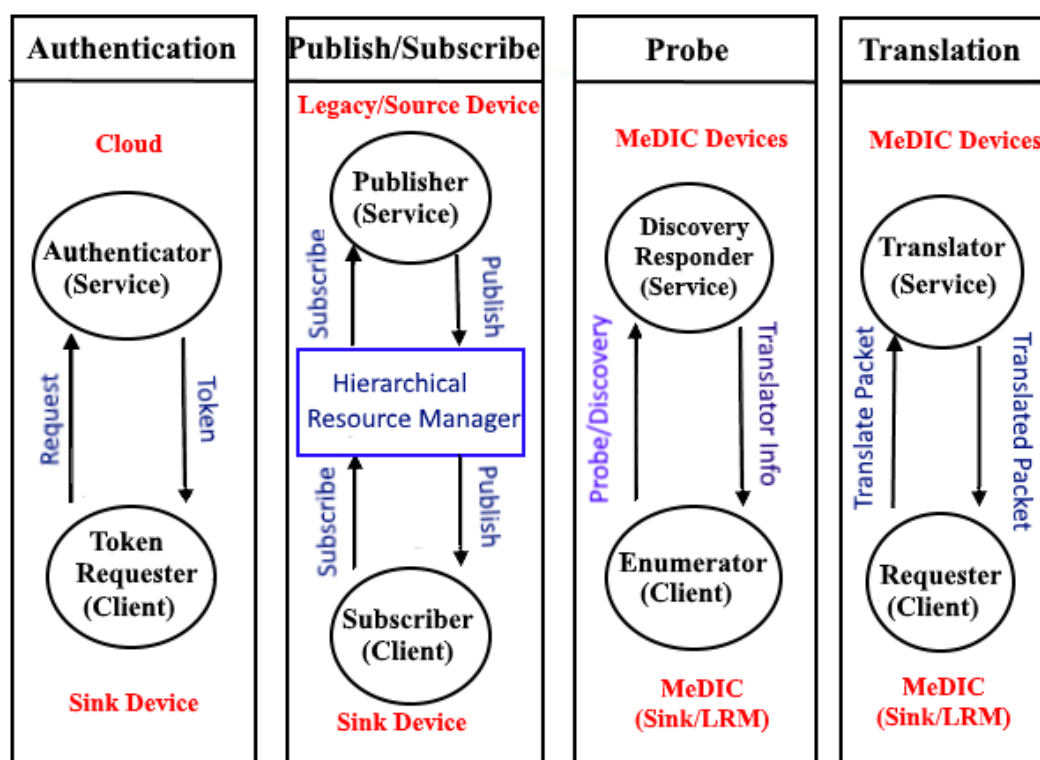 Authentication
Cloud
Authenticator
(Service)
Request
Token
Token
Requester
(Client)
Sink Device
Publish/Subscribe
Legacy/Source Device
Publisher
(Service)
Subscribe
Publish
Hierarchical
Resource Manager
Subscribe
Publish
Subscriber
(Client)
Sink Device
Probe
MeDIC Devices
Discovery
Responder
(Service)
Probe/Discovery
Translator Info
Enumerator
(Client)
MeDIC
(Sink/LRM)
Translation
MeDIC Devices
Translator
(Service)
Translate Packet
Translated Packet
Requester
(Client)
MeDIC
(Sink/LRM)